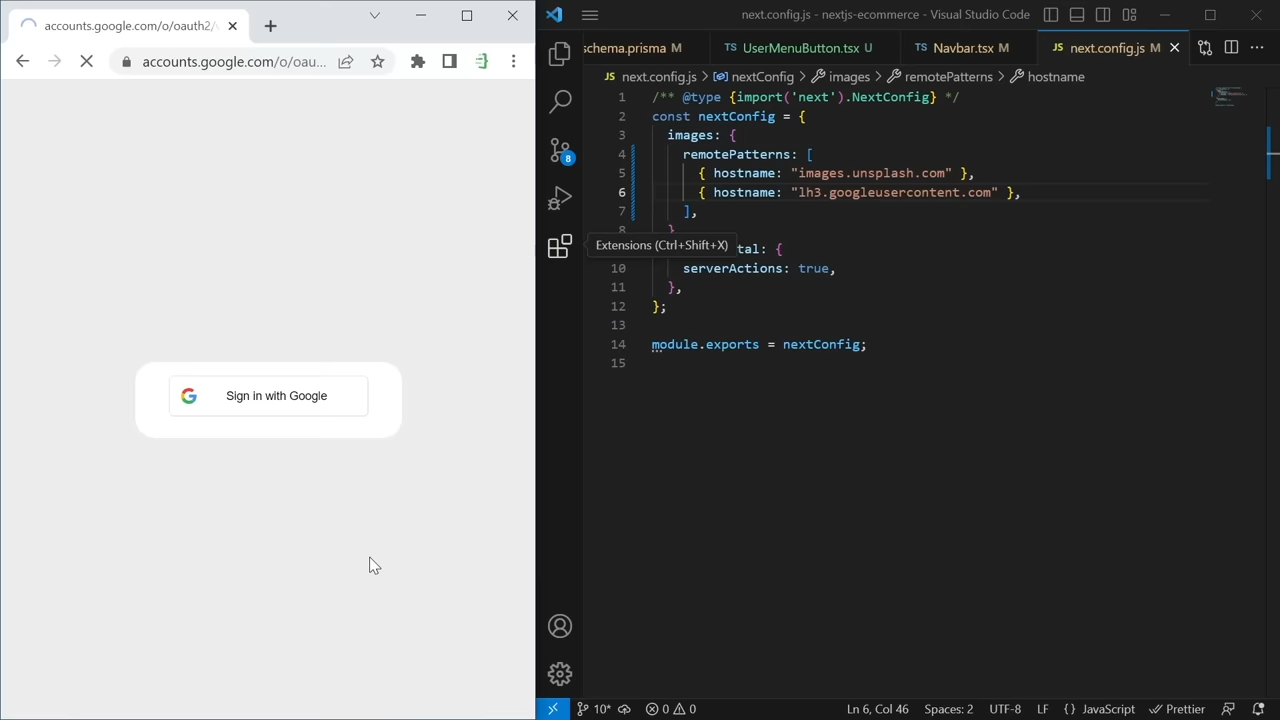 accounts.google.com/o/oauth2/
accounts.google.com/o/oau...
Sign in with Google
next.config.js - nextjs-ecommerce - Visual Studio Code
schema.prisma M
TS UserMenuButton.tsx U
TS Navbar.tsx M
JS next.config.js M
JS next.config.js > nextConfig > images > remotePatterns > hostname
1 /** @type {import('next').NextConfig} */
2 const nextConfig = {
3 images: {
4 remotePatterns: [
5 { hostname: "images.unsplash.com" },
6 { hostname: "lh3.googleusercontent.com" },
7 ],
8 }
Extensions (Ctrl+Shift+X)
tal: {
10 serverActions: true,
11 },
12 };
13
14 module.exports = nextConfig;
15
8
10*
0
0
Ln 6, Col 46
Spaces: 2
UTF-8
LF
{} JavaScript
Prettier